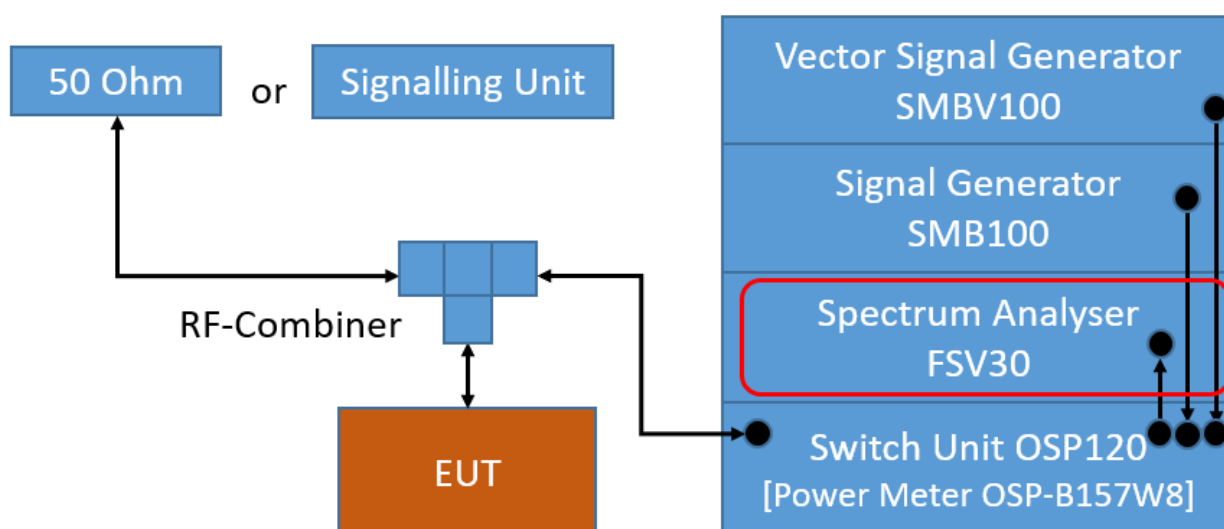 50 Ohm
or
Signalling Unit
RF-Combiner
EUT
Vector Signal Generator
SMBV100
Signal Generator
SMB100
Spectrum Analyser
FSV30
Switch Unit OSP120
[Power Meter OSP-B157W8]